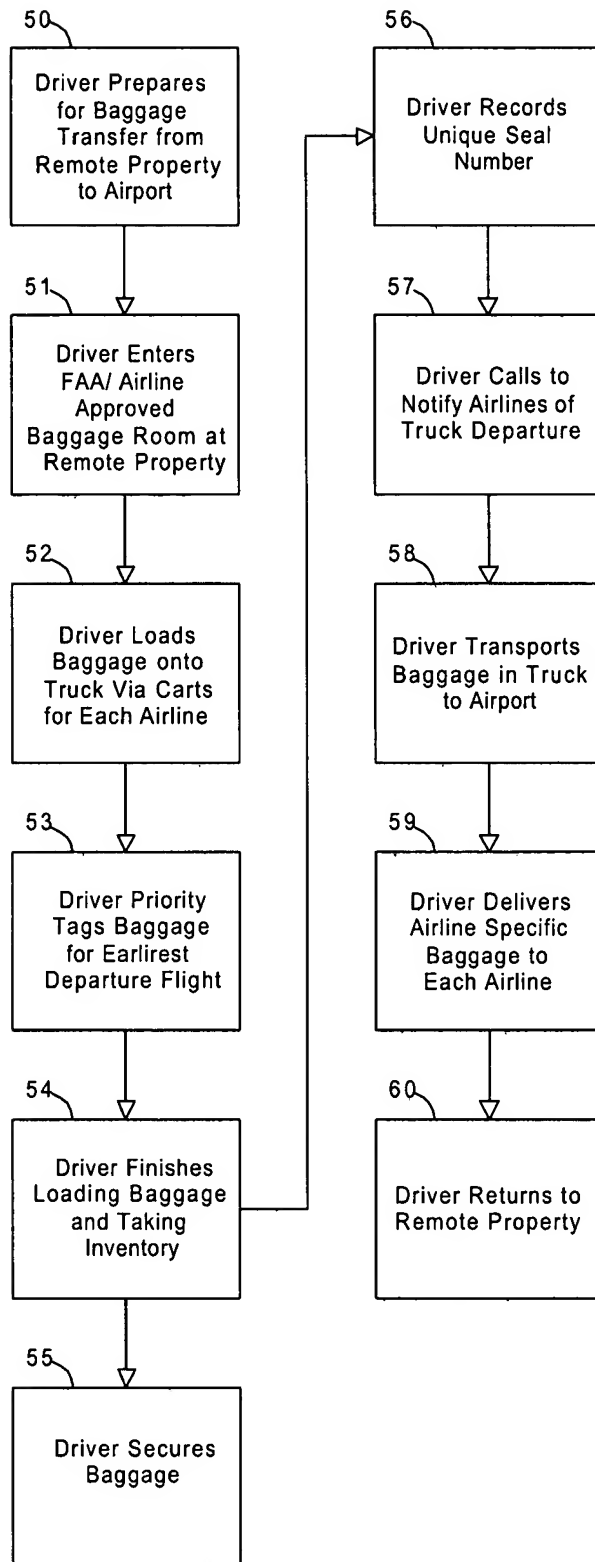 50
Driver Prepares
for Baggage
Transfer from
Remote Property
to Airport
51
Driver Enters
FAA/ Airline
Approved
Baggage Room at
Remote Property
52
Driver Loads
Baggage onto
Truck Via Carts
for Each Airline
53
Driver Priority
Tags Baggage
for Earlirest
Departure Flight
54
Driver Finishes
Loading Baggage
and Taking
Inventory
55
Driver Secures
Baggage
56
Driver Records
Unique Seal
Number
57
Driver Calls to
Notify Airlines of
Truck Departure
58
Driver Transports
Baggage in Truck
to Airport
59
Driver Delivers
Airline Specific
Baggage to
Each Airline
60
Driver Returns to
Remote Property